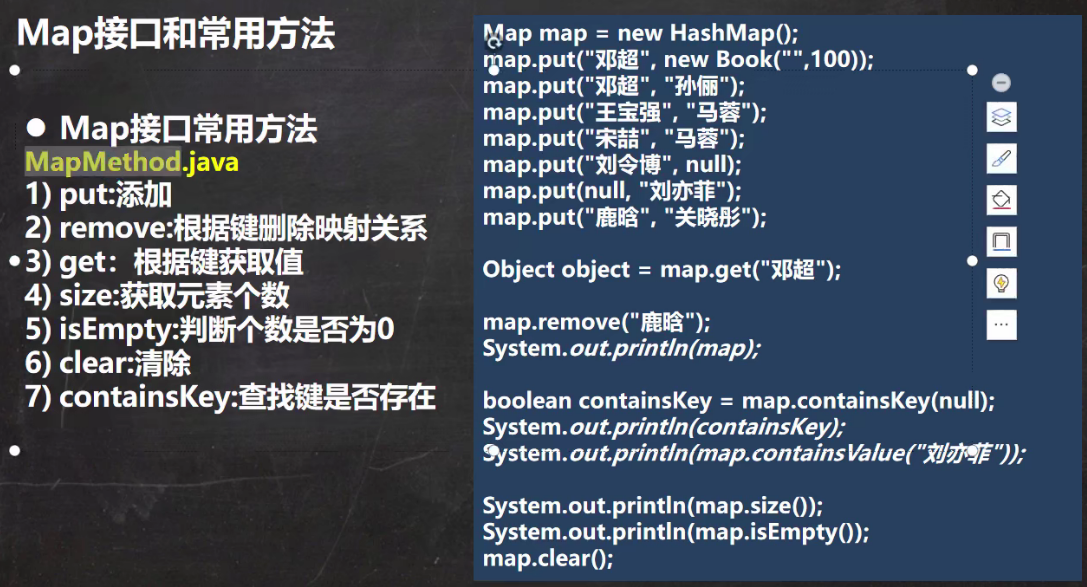 Map接口和常用方法
● Map接口常用方法
MapMethod.java
1) put:添加
2) remove:根据键删除映射关系
3) get：根据键获取值
4) size:获取元素个数
5) isEmpty:判断个数是否为0
6) clear:清除
7) containsKey:查找键是否存在
Map map = new HashMap();
map.put("邓超", new Book("",100));
map.put("邓超", "孙俪");
map.put("王宝强", "马蓉");
map.put("宋喆", "马蓉");
map.put("刘令博", null);
map.put(null, "刘亦菲");
map.put("鹿晗", "关晓彤");
Object object = map.get("邓超");
map.remove("鹿晗");
System.out.println(map);
boolean containsKey = map.containsKey(null);
System.out.println(containsKey);
System.out.println(map.containsValue("刘亦菲"));
System.out.println(map.size());
System.out.println(map.isEmpty());
map.clear();